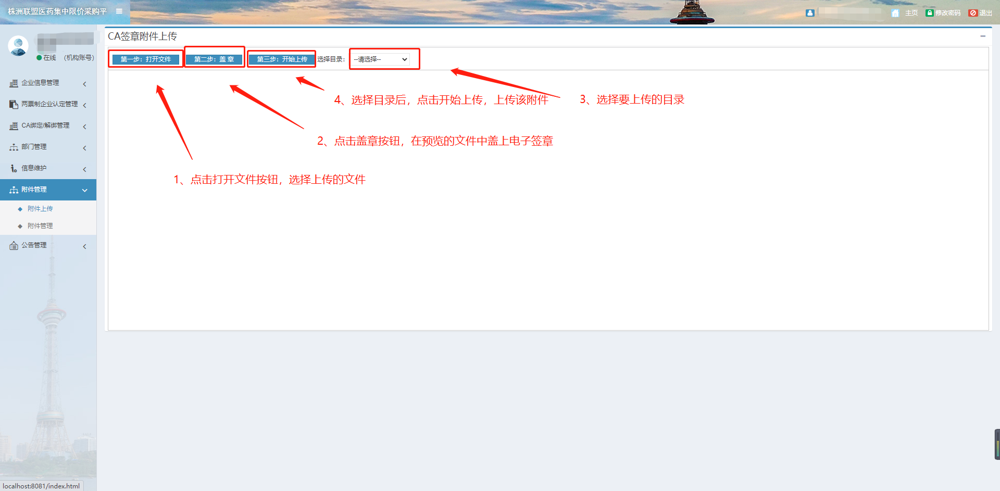 株洲联盟医药集中限价采购平
主页
修改密码
退出
在线
(机构账号)
企业信息管理
两票制企业认定管理
CA绑定/解绑管理
部门管理
信息维护
附件管理
附件上传
附件管理
公告管理
CA签章附件上传
第一步：打开文件
第二步：盖 章
第三步：开始上传
选择目录：
--请选择--
4、选择目录后，点击开始上传，上传该附件
3、选择要上传的目录
2、点击盖章按钮，在预览的文件中盖上电子签章
1、点击打开文件按钮，选择上传的文件
localhost:8081/index.html